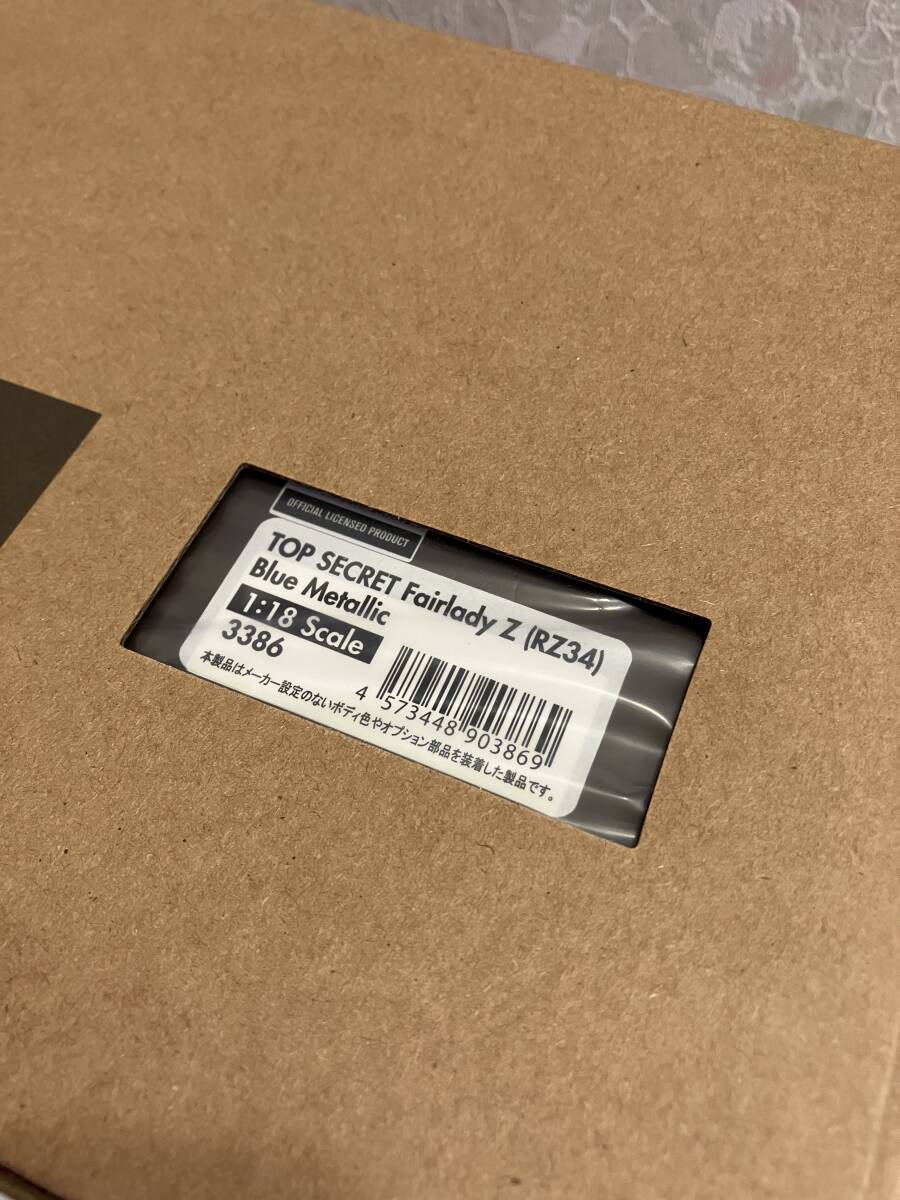 OFFICIAL LICENSED PRODUCT
TOP SECRET Fairlady Z (RZ34)
Blue Metallic
1:18 Scale
3386
4 573448 903869
本製品はメーカー設定のないボディ色やオプション部品を装着した製品です。